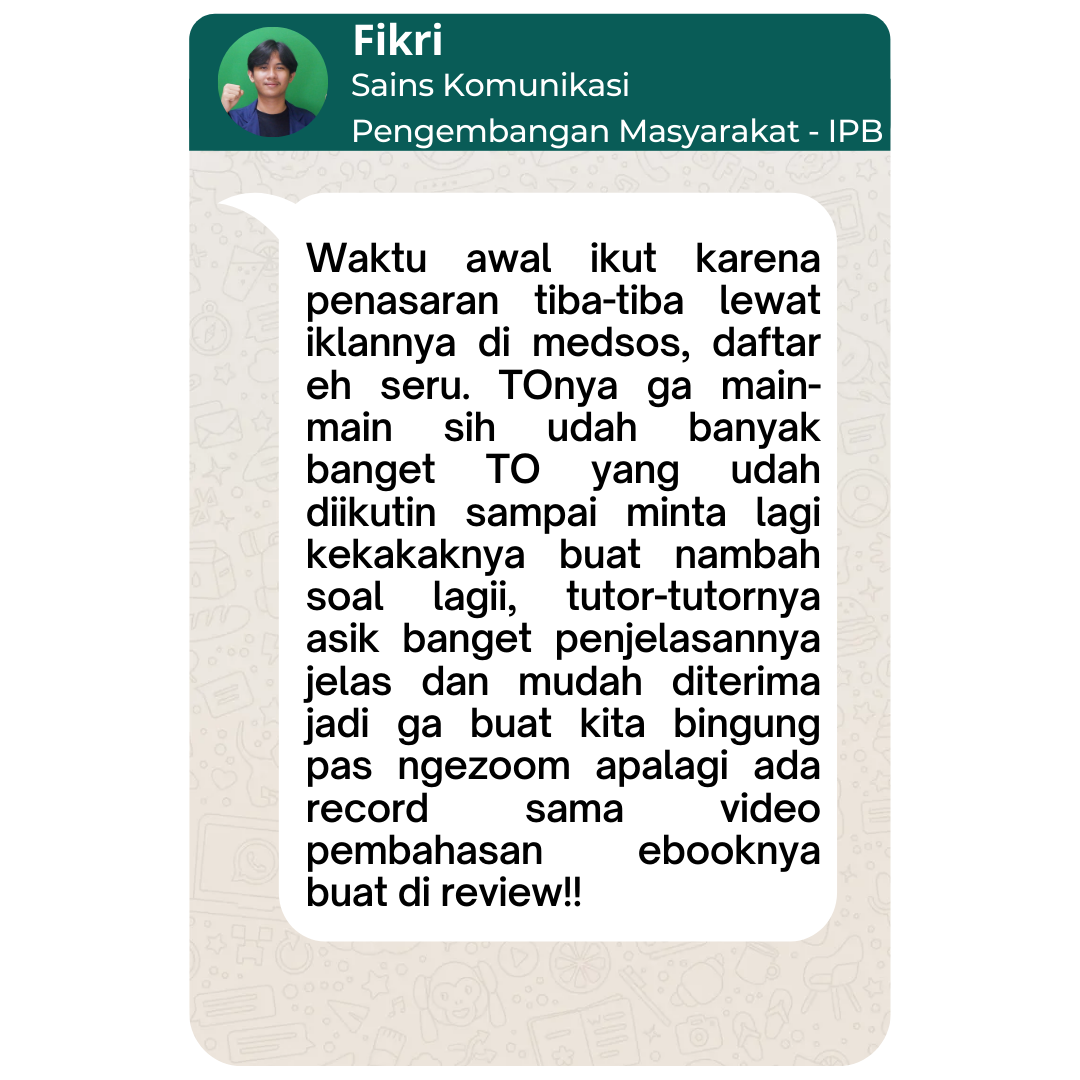 Fikri
Sains Komunikasi
Pengembangan Masyarakat - IPB
Waktu awal ikut karena
penasaran tiba-tiba lewat
iklannya di medsos, daftar
eh seru. TOnya ga main-
main sih udah banyak
banget TO yang udah
diikutin sampai minta lagi
kekakaknya buat nambah
soal lagii, tutor-tutornya
asik banget penjelasannya
jelas dan mudah diterima
jadi ga buat kita bingung
pas ngezoom apalagi ada
record sama video
pembahasan ebooknya
buat di review!!